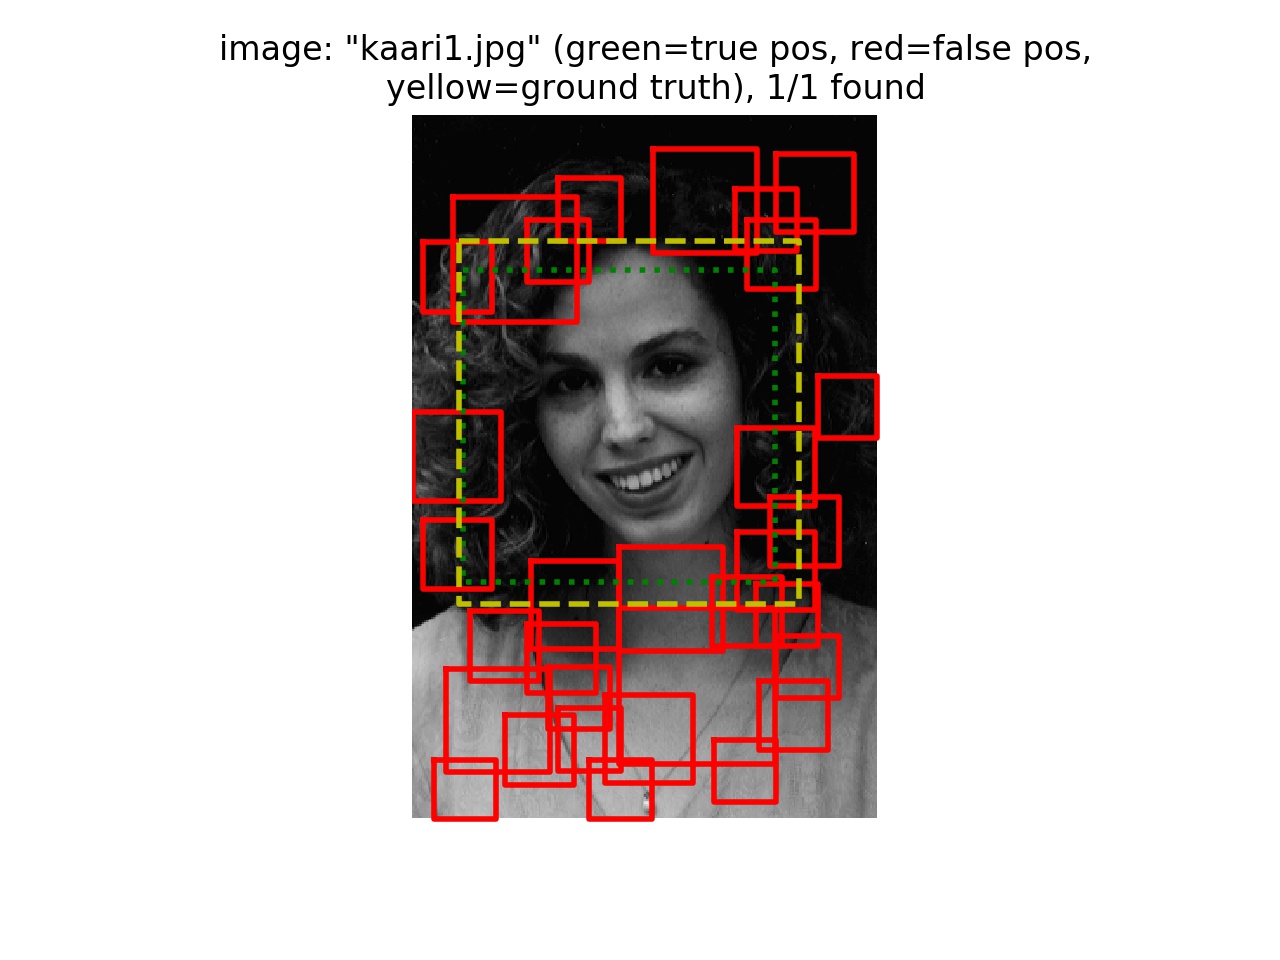 image: "kaari1.jpg" (green=true pos, red=false pos,
yellow=ground truth), 1/1 found